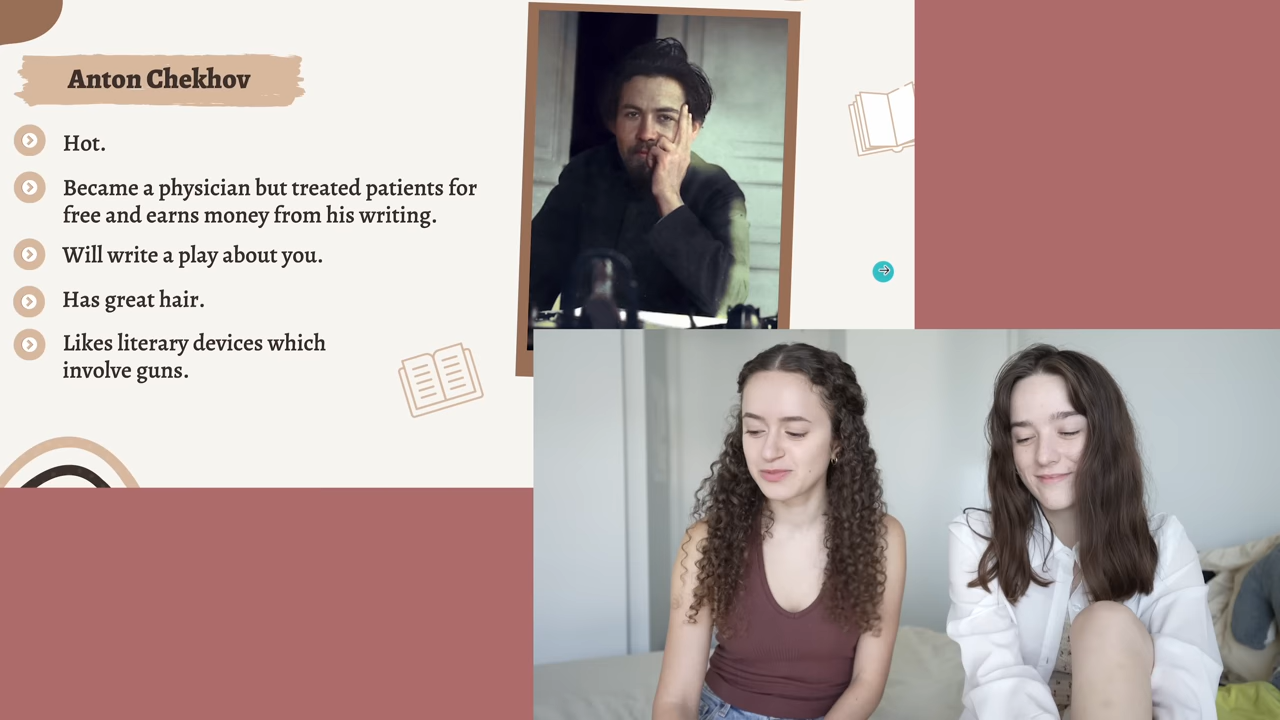 Anton Chekhov
Hot.
Became a physician but treated patients for
free and earns money from his writing.
Will write a play about you.
Has great hair.
Likes literary devices which
involve guns.